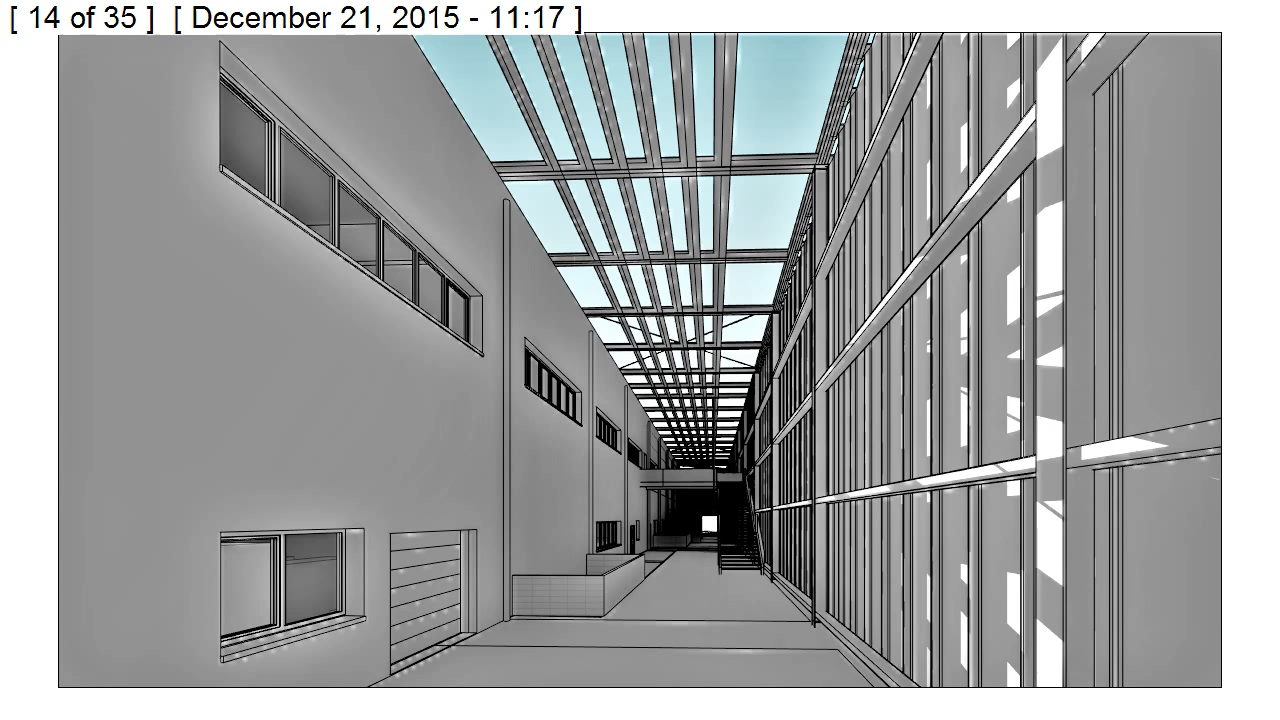 [ 14 of 35 ]  [ December 21, 2015 - 11:17 ]